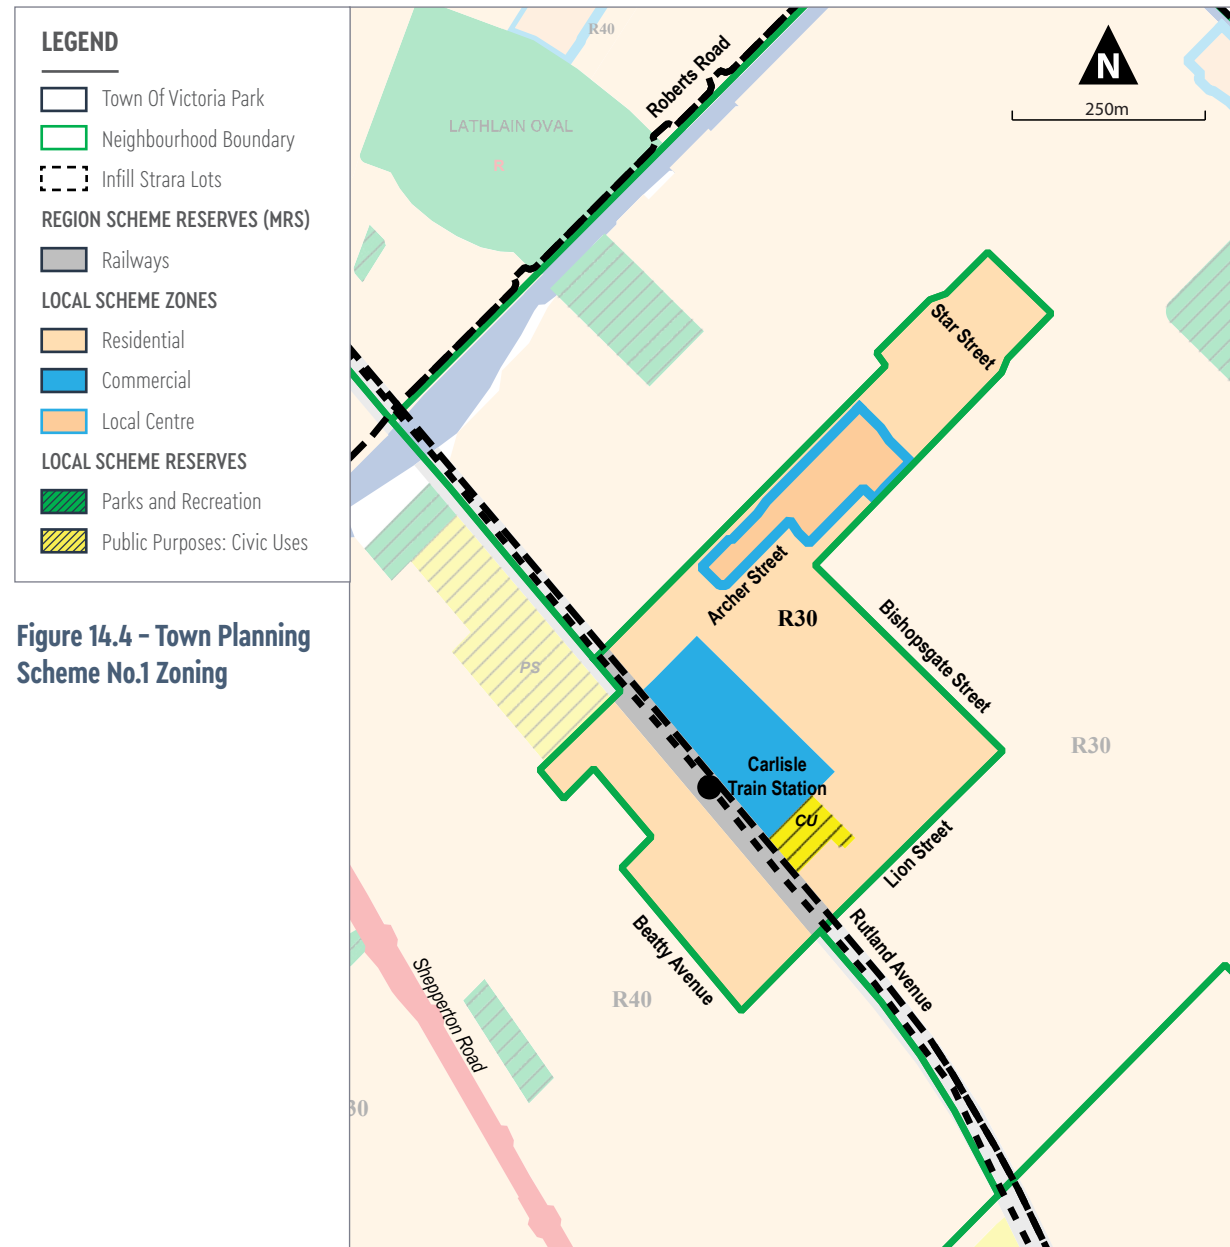 LEGEND
Town Of Victoria Park
Neighbourhood Boundary
Infill Strara Lots
REGION SCHEME RESERVES (MRS)
Railways
LOCAL SCHEME ZONES
Residential
Commercial
Local Centre
LOCAL SCHEME RESERVES
Parks and Recreation
Public Purposes: Civic Uses
Figure 14.4 – Town Planning
Scheme No.1 Zoning
R40
Roberts Road
N
250m
LATHLAIN OVAL
R
Star Street
Archer Street
R30
Bishopsgate Street
PS
R30
Carlisle
Train Station
CU
Lion Street
Rutland Avenue
Beatty Avenue
R40
Shepperton Road
30